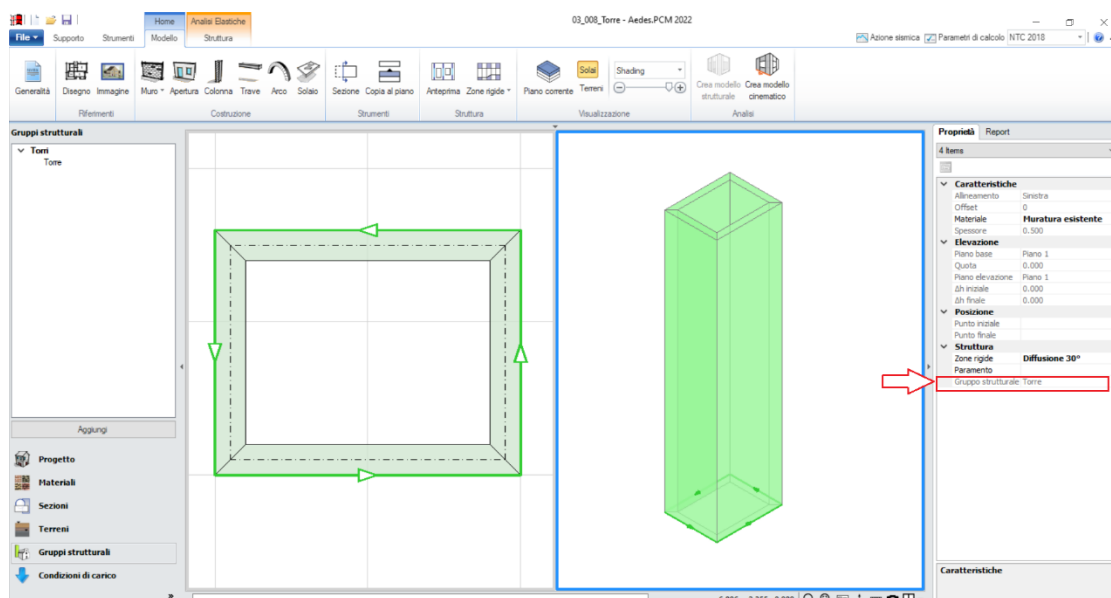 03_008_Torre - Aedes.PCM 2022
Home
Analisi Elastiche
File
Supporto
Strumenti
Modello
Struttura
Azione sismica
Parametri di calcolo
NTC 2018
Generalità
Disegno
Immagine
Muro
Apertura
Colonna
Trave
Arco
Solaio
Sezione
Copia al piano
Anteprima
Zone rigide
Piano corrente
Solai
Terreni
Shading
Crea modello strutturale
Crea modello cinematico
Riferimenti
Costruzione
Strumenti
Struttura
Visualizzazione
Analisi
Gruppi strutturali
Torri
Torre
Aggiungi
Progetto
Materiali
Sezioni
Terreni
Gruppi strutturali
Condizioni di carico
Proprietà
Report
4 Items
Caratteristiche
Allineamento Sinistra
Offset 0
Materiale Muratura esistente
Spessore 0.500
Elevazione
Piano base Piano 1
Quota 0.000
Piano elevazione Piano 1
Δh iniziale 0.000
Δh finale 0.000
Posizione
Punto iniziale
Punto finale
Struttura
Zone rigide Diffusione 30°
Paramento
Gruppo strutturale Torre
Caratteristiche